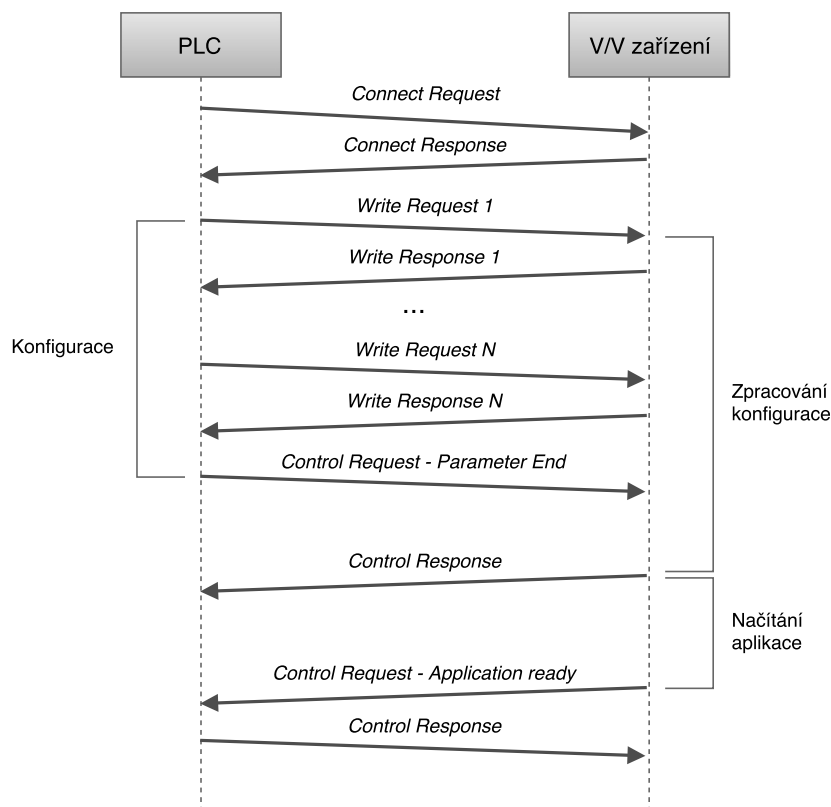 PLC
V/V zařízení
Connect Request
Connect Response
Write Request 1
Write Response 1
...
Konfigurace
Write Request N
Write Response N
Zpracování
konfigurace
Control Request - Parameter End
Control Response
Načítání
aplikace
Control Request - Application ready
Control Response